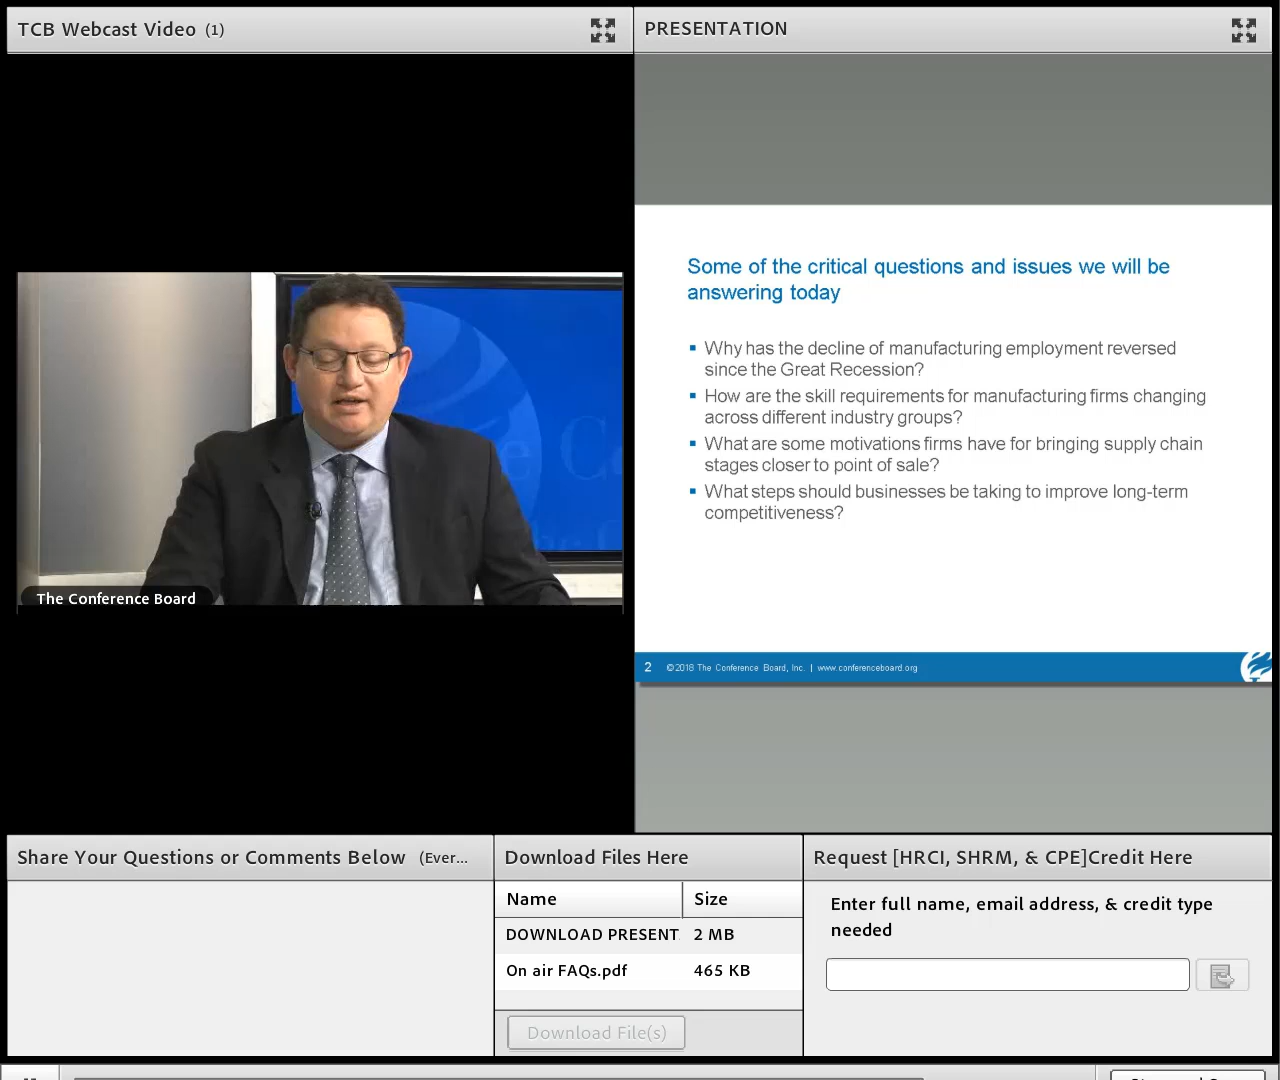 TCB Webcast Video (1)
PRESENTATION
The Conference Board
Some of the critical questions and issues we will be
answering today
Why has the decline of manufacturing employment reversed
since the Great Recession?
How are the skill requirements for manufacturing firms changing
across different industry groups?
What are some motivations firms have for bringing supply chain
stages closer to point of sale?
What steps should businesses be taking to improve long-term
competitiveness?
2 ©2018 The Conference Board, Inc. | www.conferenceboard.org
Share Your Questions or Comments Below (Ever...
Download Files Here
Name Size
DOWNLOAD PRESENT 2 MB
On air FAQs.pdf 465 KB
Download File(s)
Request [HRCI, SHRM, & CPE]Credit Here
Enter full name, email address, & credit type
needed